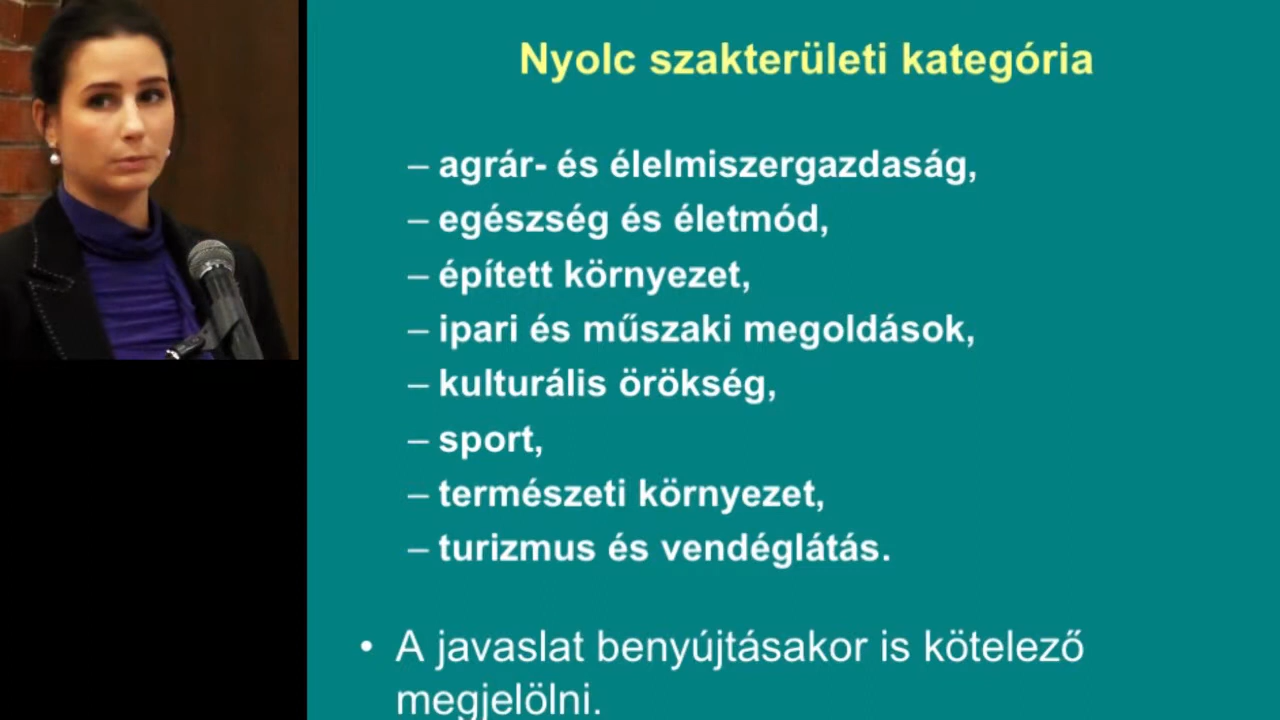 Nyolc szakterületi kategória
– agrár- és élelmiszergazdaság,
– egészség és életmód,
– épített környezet,
– ipari és műszaki megoldások,
– kulturális örökség,
– sport,
– természeti környezet,
– turizmus és vendéglátás.
• A javaslat benyújtásakor is kötelező
megjelölni.